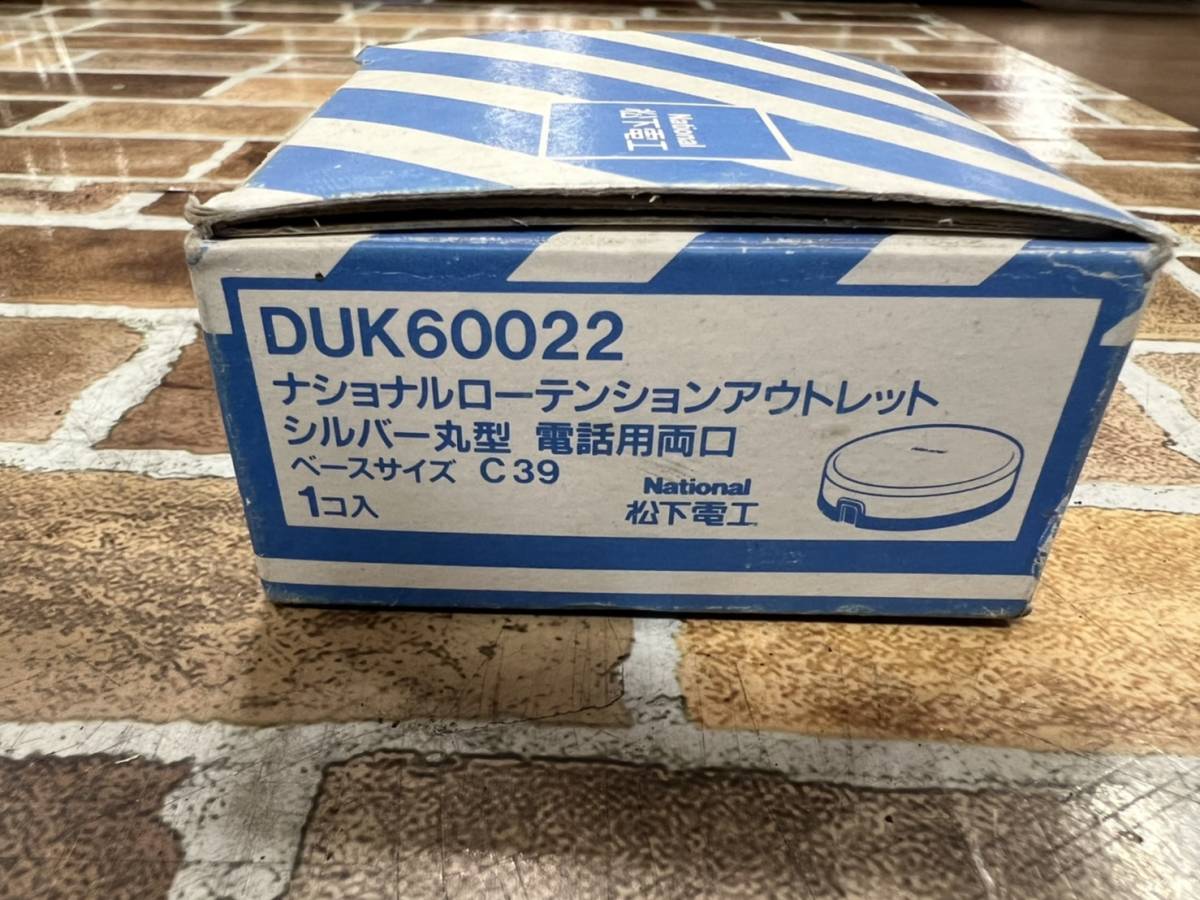 National
松下電工
DUK60022
ナショナルローテンションアウトレット
シルバー丸型 電話用両口
ベースサイズ C39
1コ入
National
松下電工